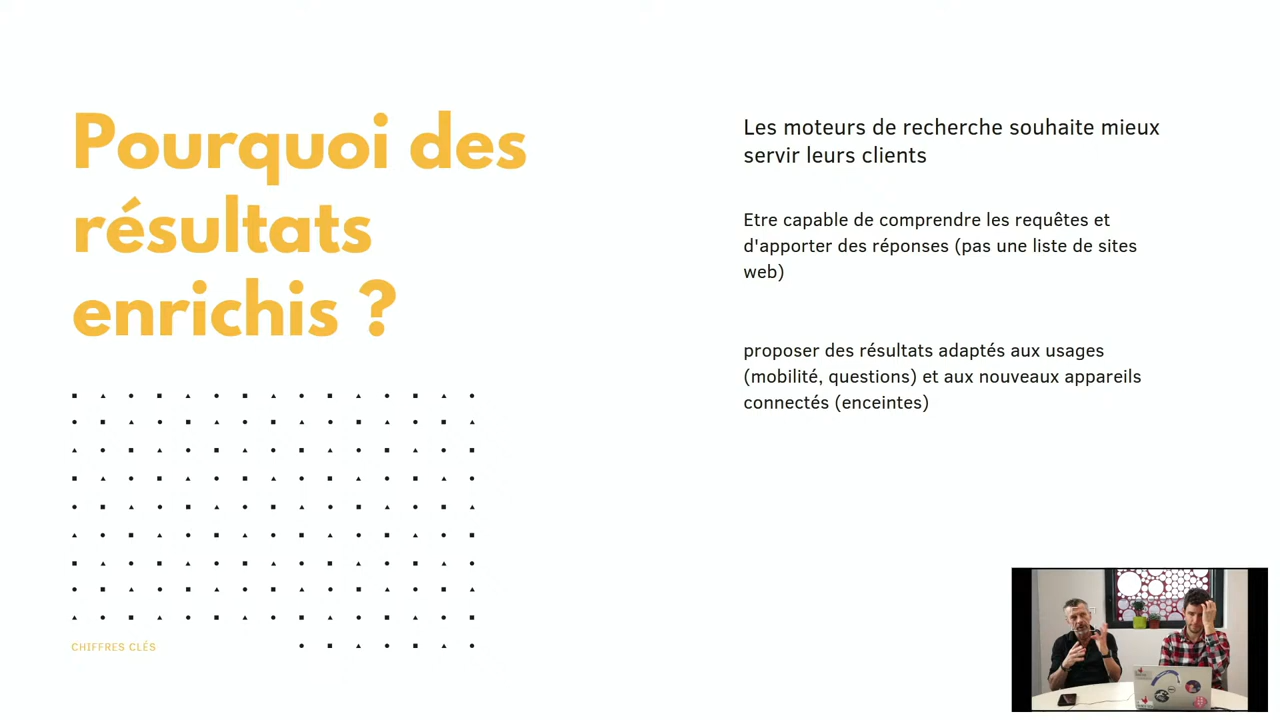 Pourquoi des
résultats
enrichis ?
CHIFFRES CLÉS
Les moteurs de recherche souhaite mieux
servir leurs clients
Etre capable de comprendre les requêtes et
d'apporter des réponses (pas une liste de sites
web)
proposer des résultats adaptés aux usages
(mobilité, questions) et aux nouveaux appareils
connectés (enceintes)